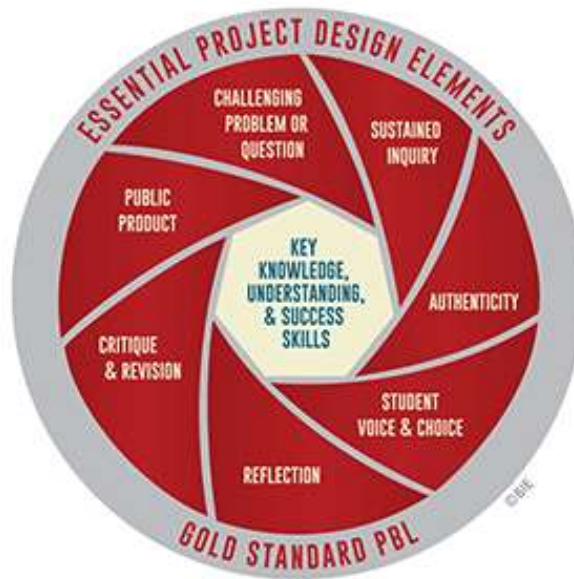 ESSENTIAL PROJECT DESIGN ELEMENTS
CHALLENGING
PROBLEM OR
QUESTION
SUSTAINED
INQUIRY
AUTHENTICITY
STUDENT
VOICE & CHOICE
REFLECTION
CRITIQUE
& REVISION
PUBLIC
PRODUCT
KEY
KNOWLEDGE,
UNDERSTANDING,
& SUCCESS
SKILLS
GOLD STANDARD PBL
©BIE